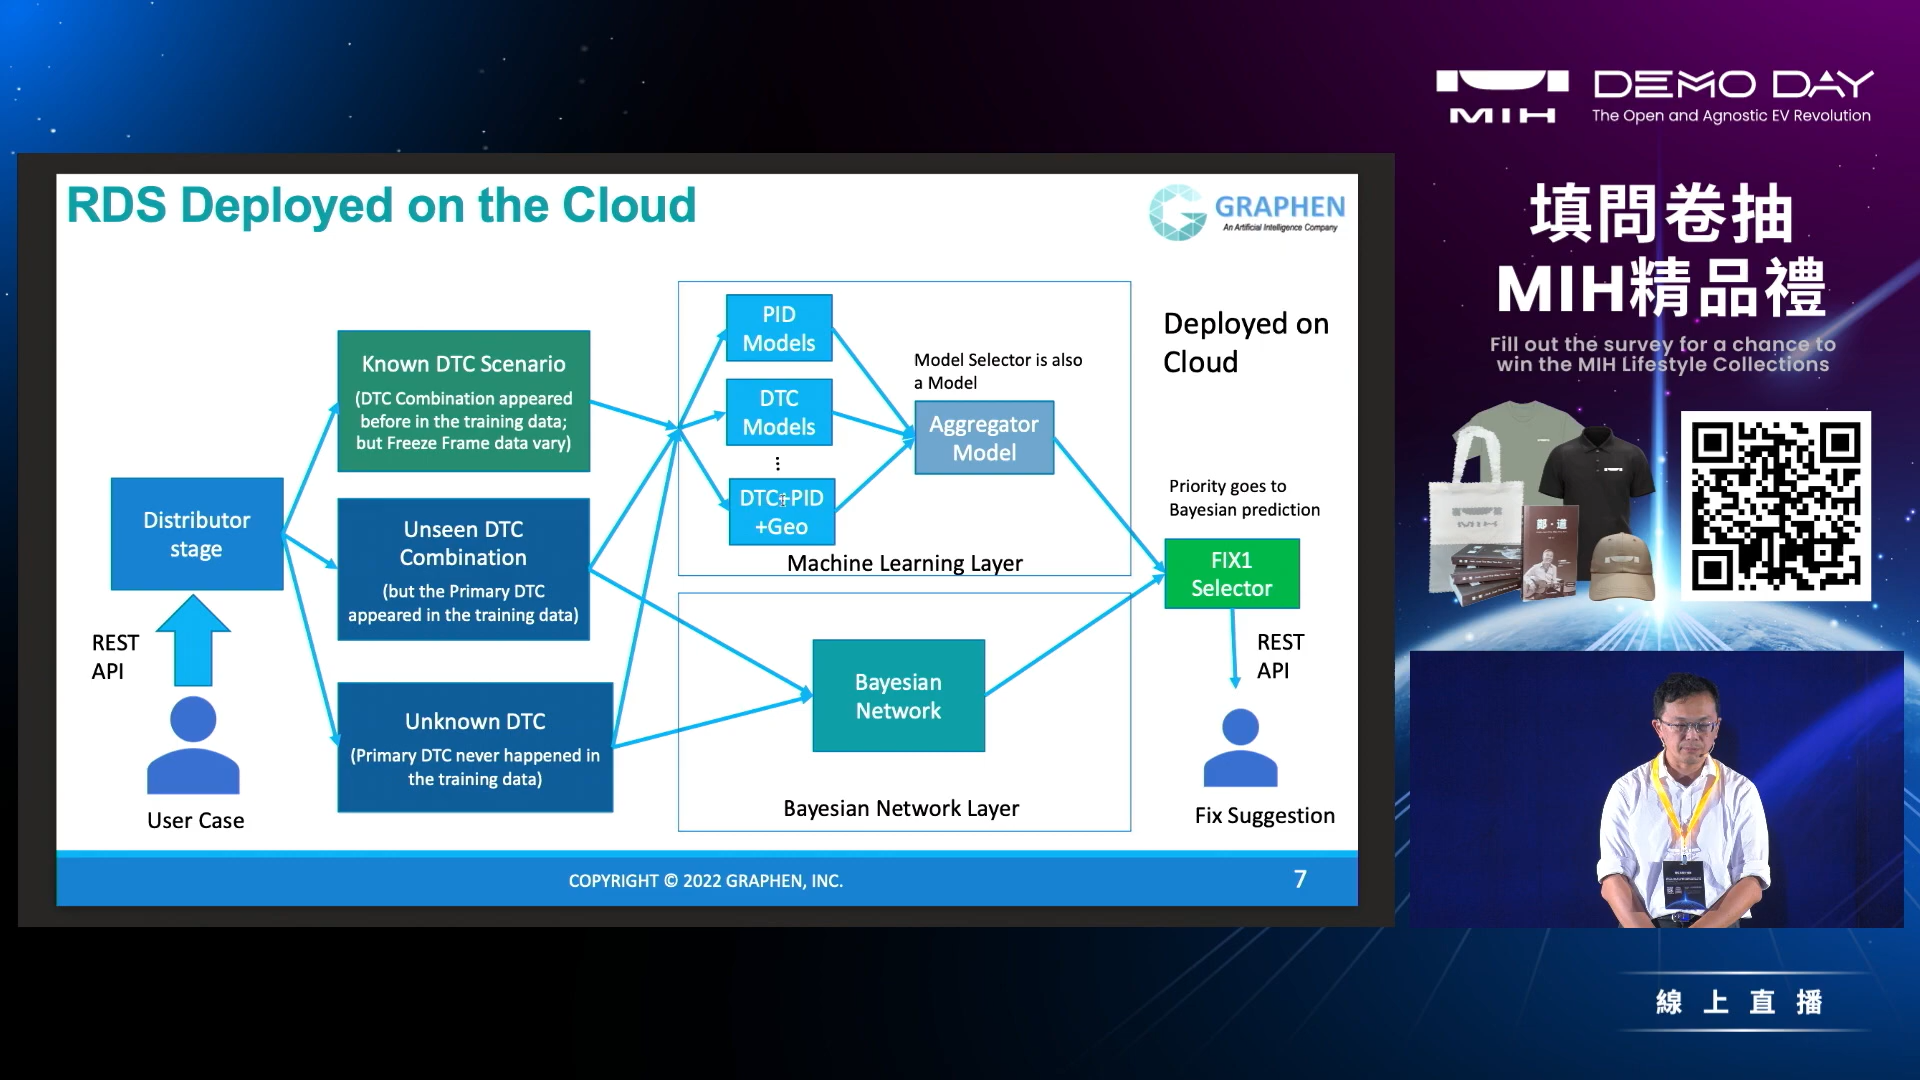 MIH
DEMO DAY
The Open and Agnostic EV Revolution
RDS Deployed on the Cloud
GRAPHEN
An Artificial Intelligence Company
Distributor
stage
REST
API
User Case
Known DTC Scenario
(DTC Combination appeared
before in the training data;
but Freeze Frame data vary)
Unseen DTC
Combination
(but the Primary DTC
appeared in the training data)
Unknown DTC
(Primary DTC never happened in
the training data)
PID
Models
DTC
Models
⋮
DTC+PID
+Geo
Model Selector is also
a Model
Aggregator
Model
Machine Learning Layer
Bayesian
Network
Bayesian Network Layer
Deployed on
Cloud
Priority goes to
Bayesian prediction
FIX1
Selector
REST
API
Fix Suggestion
COPYRIGHT © 2022 GRAPHEN, INC.
7
填問卷抽
MIH精品禮
Fill out the survey for a chance to
win the MIH Lifestyle Collections
線上直播